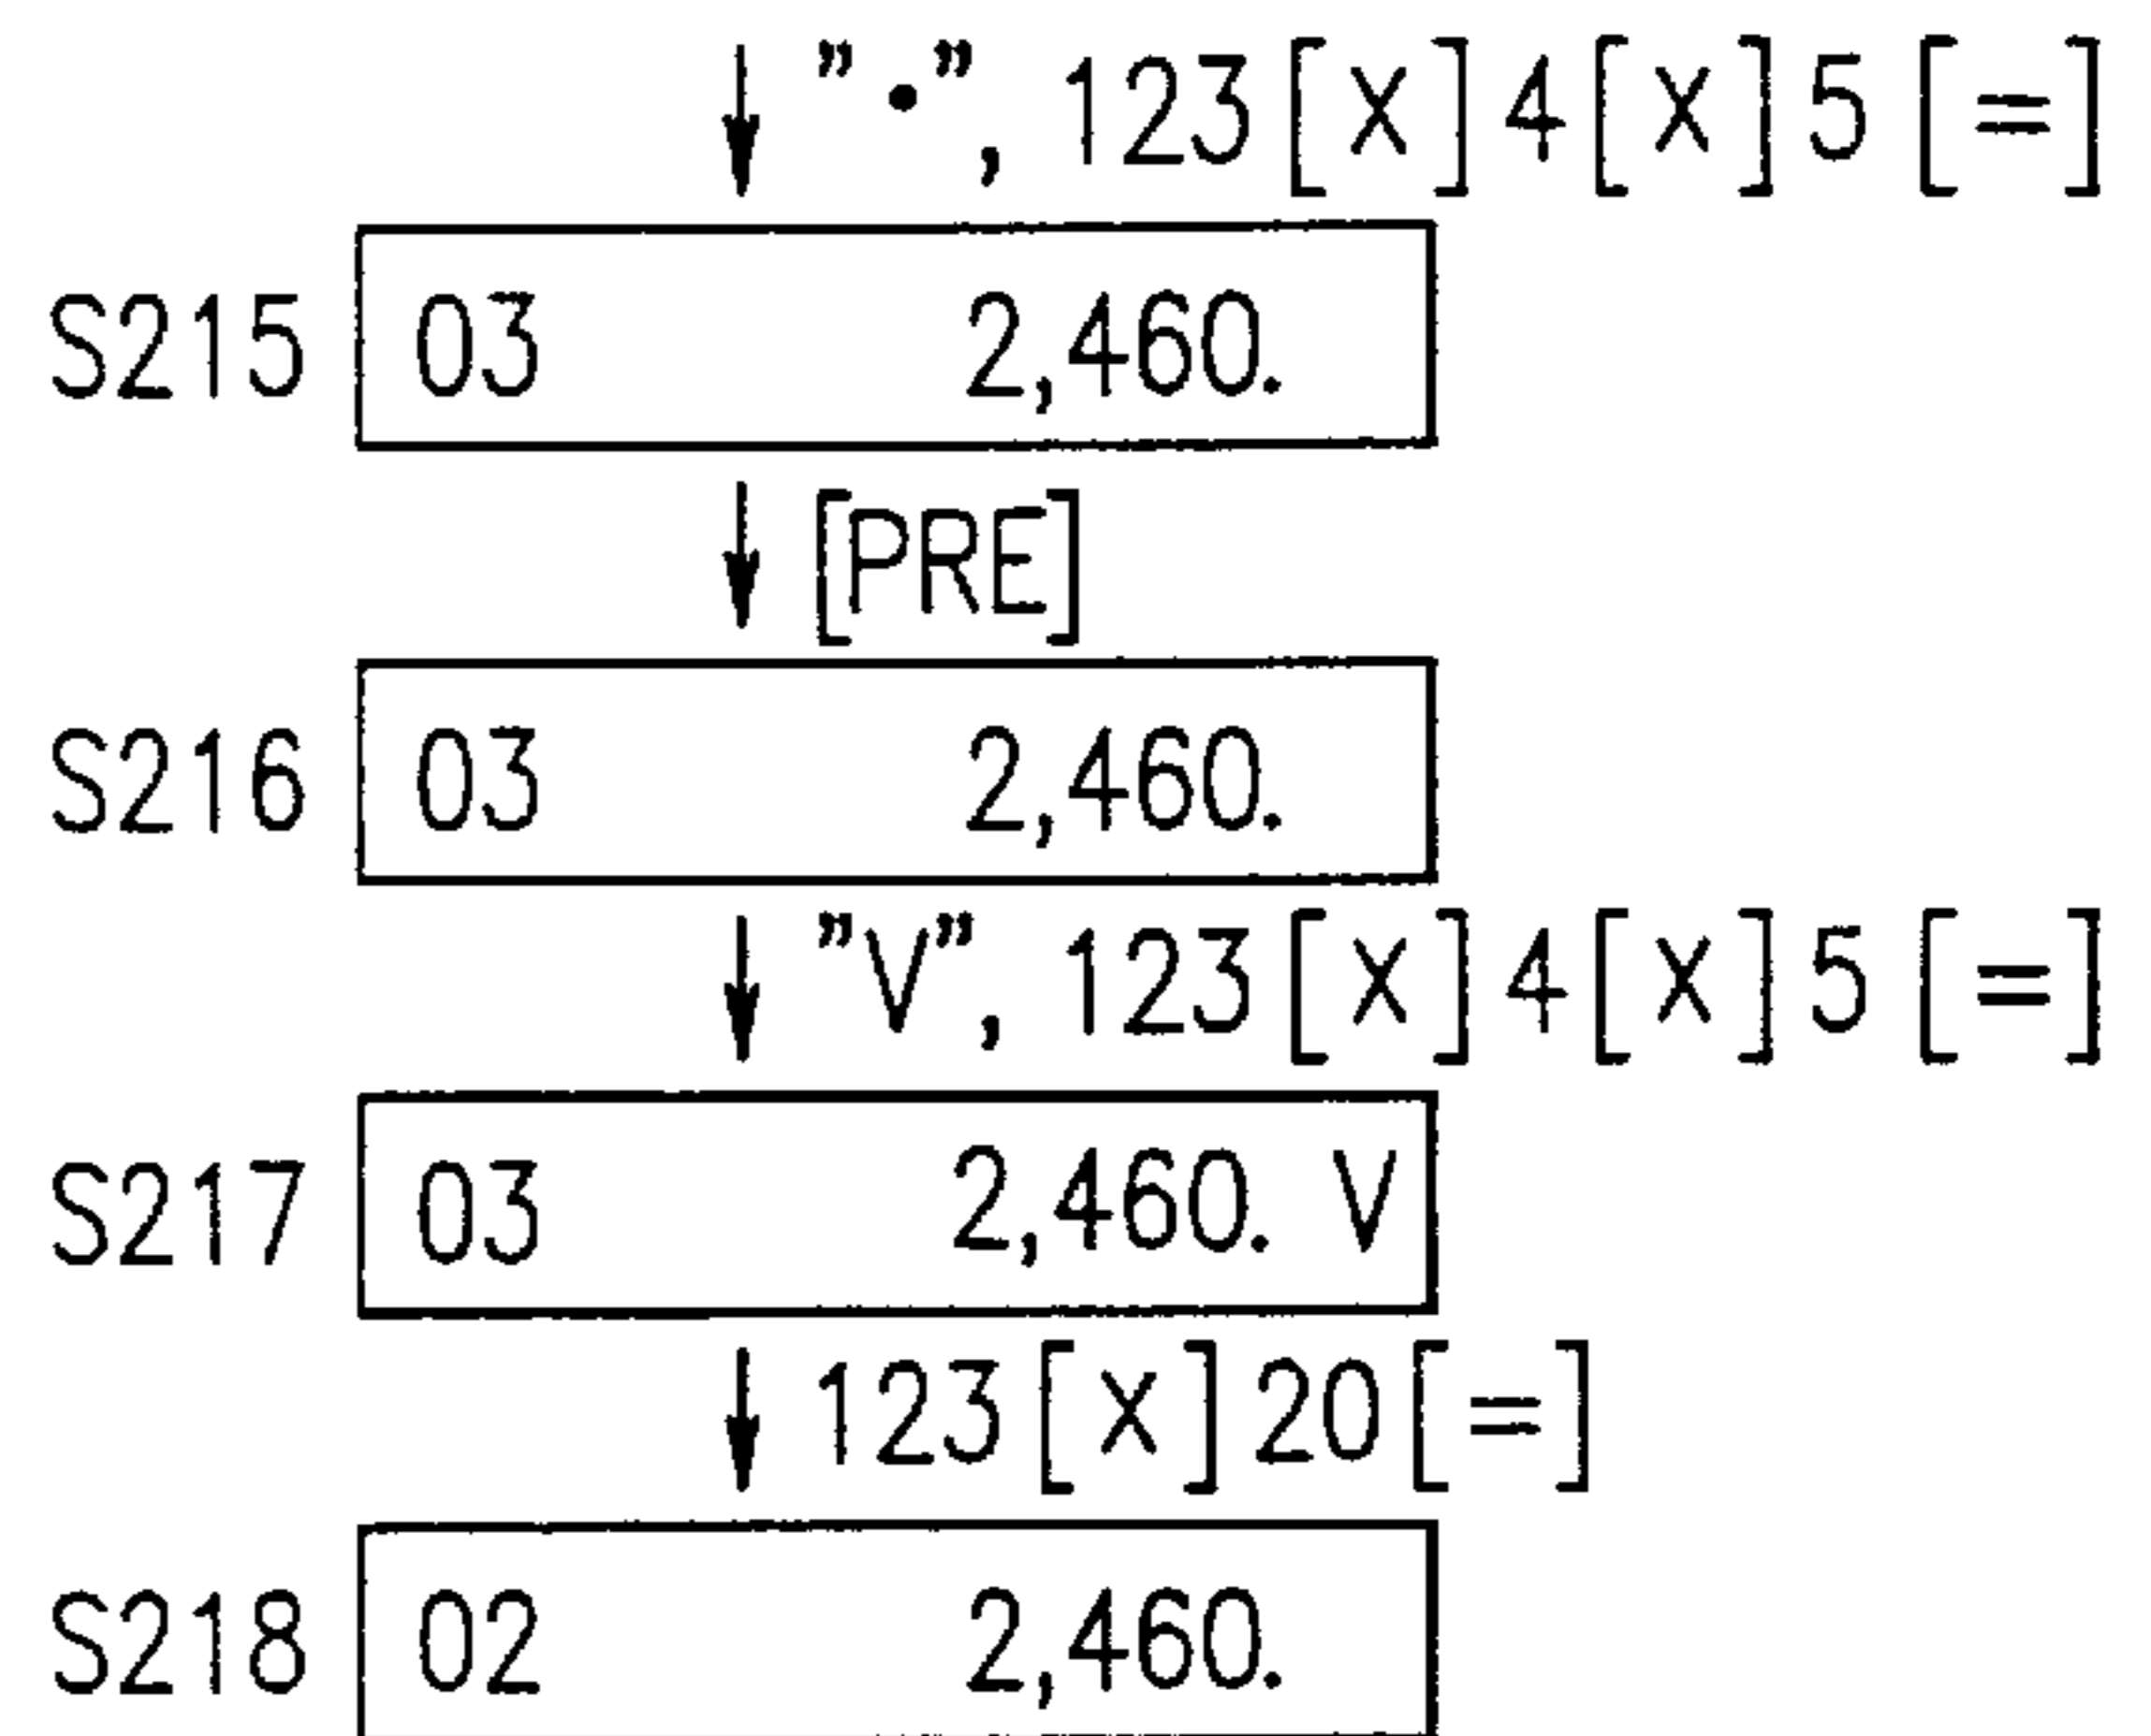 ”•”, 123[X]4[X]5[=]
S215 03 2,460.
[PRE]
S216 03 2,460.
”V”, 123[X]4[X]5[=]
S217 03 2,460. V
123[X]20[=]
S218 02 2,460.